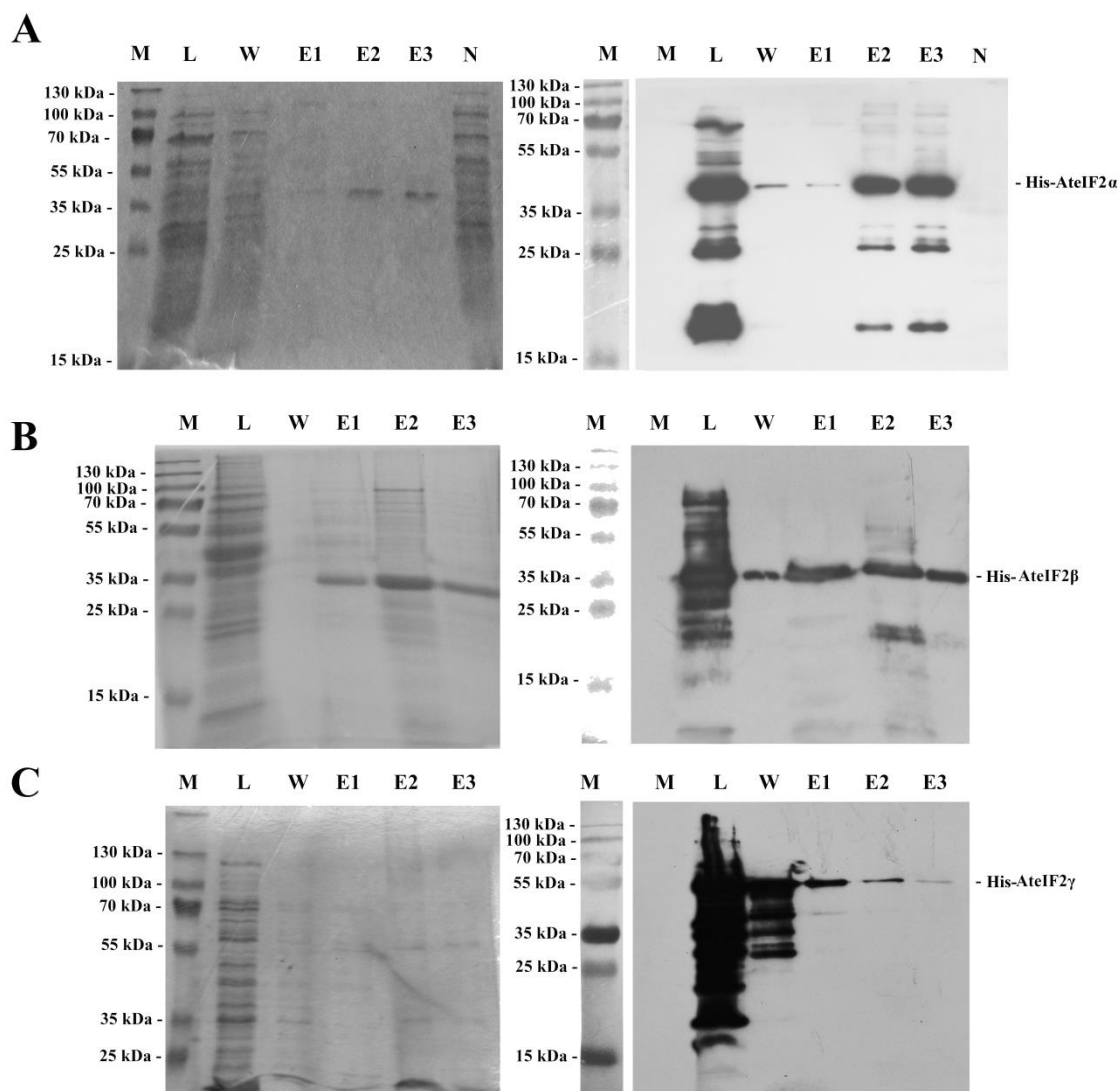 A
M L W E1 E2 E3 N
130 kDa -
100 kDa -
70 kDa -
55 kDa -
35 kDa -
25 kDa -
15 kDa -
M M L W E1 E2 E3 N
130 kDa -
100 kDa -
70 kDa -
55 kDa -
35 kDa -
25 kDa -
15 kDa -
- His-AteIF2α
B
M L W E1 E2 E3
130 kDa -
100 kDa -
70 kDa -
55 kDa -
35 kDa -
25 kDa -
15 kDa -
M M L W E1 E2 E3
130 kDa -
100 kDa -
70 kDa -
55 kDa -
35 kDa -
25 kDa -
15 kDa -
- His-AteIF2β
C
M L W E1 E2 E3
130 kDa -
100 kDa -
70 kDa -
55 kDa -
35 kDa -
25 kDa -
M M L W E1 E2 E3
130 kDa -
100 kDa -
70 kDa -
55 kDa -
35 kDa -
25 kDa -
15 kDa -
- His-AteIF2γ